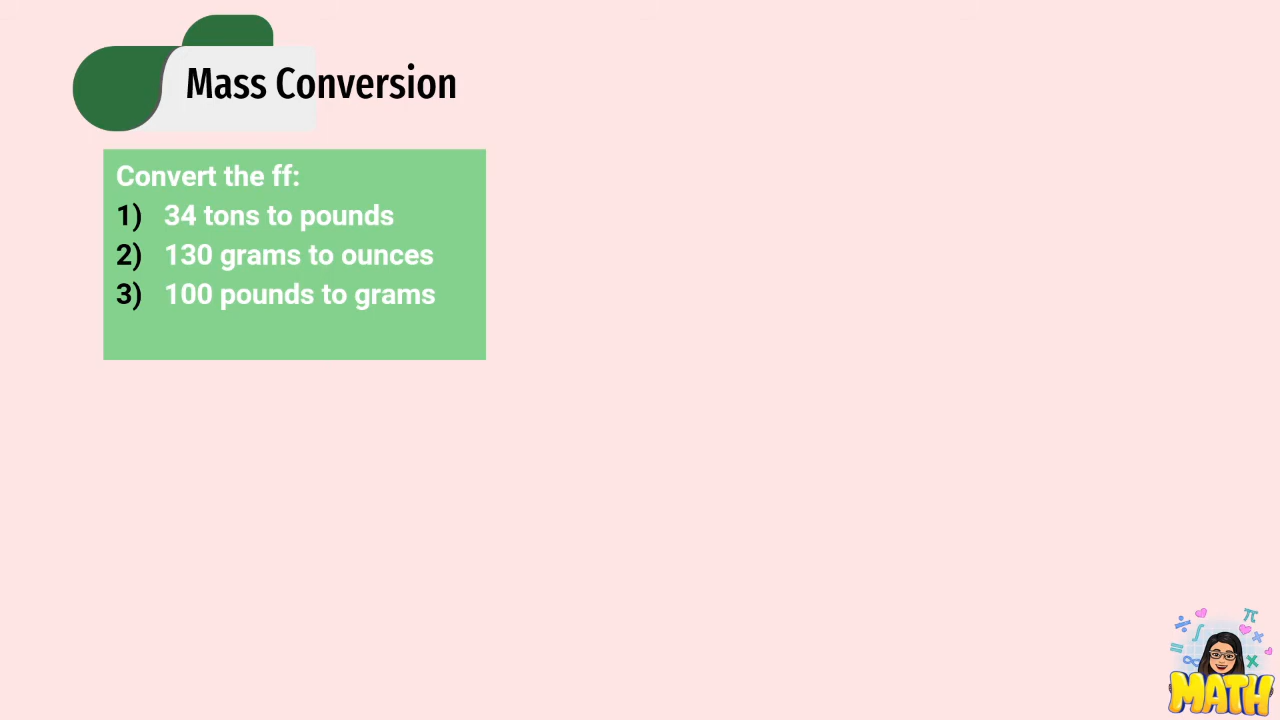 Mass Conversion
Convert the ff:
1) 34 tons to pounds
2) 130 grams to ounces
3) 100 pounds to grams
÷ π
∫ ×
= ∞ x
MATH